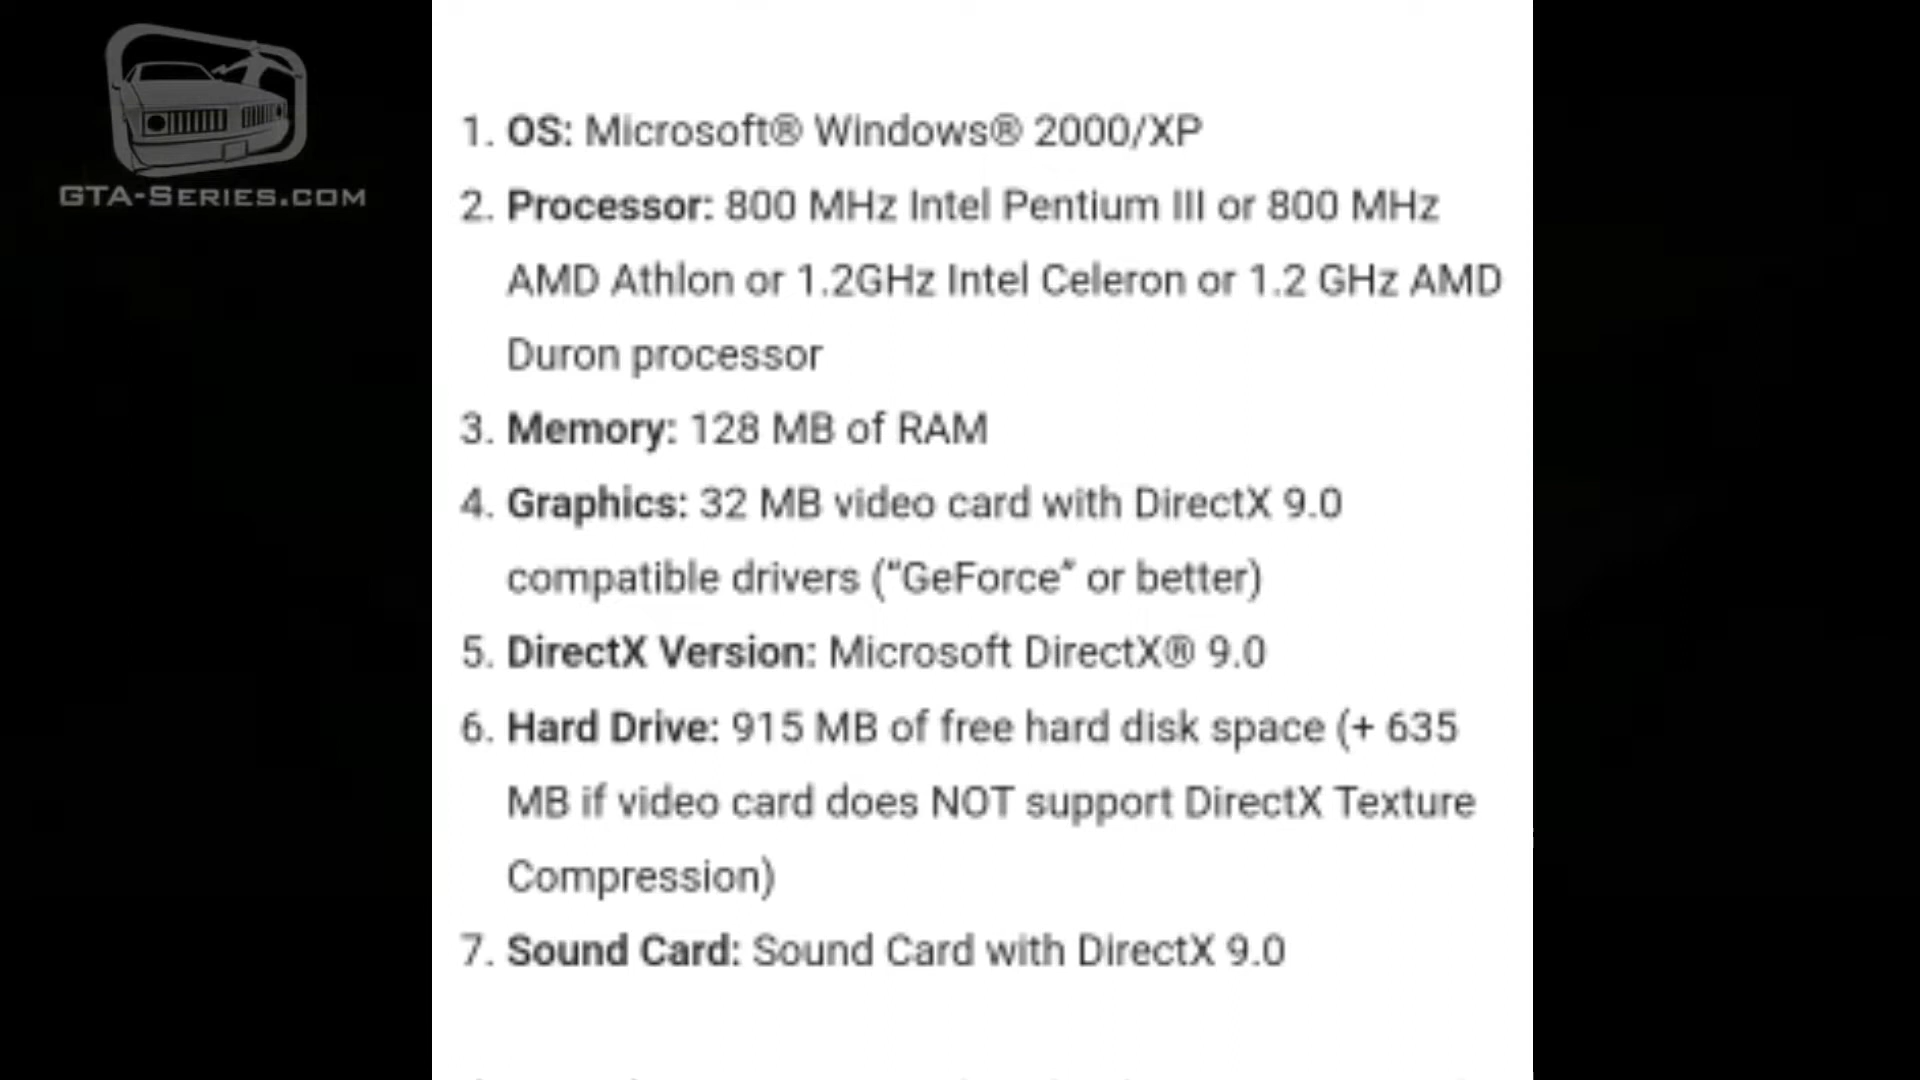 GTA-SERIES.COM
1. OS: Microsoft® Windows® 2000/XP
2. Processor: 800 MHz Intel Pentium III or 800 MHz
AMD Athlon or 1.2GHz Intel Celeron or 1.2 GHz AMD
Duron processor
3. Memory: 128 MB of RAM
4. Graphics: 32 MB video card with DirectX 9.0
compatible drivers (“GeForce” or better)
5. DirectX Version: Microsoft DirectX® 9.0
6. Hard Drive: 915 MB of free hard disk space (+ 635
MB if video card does NOT support DirectX Texture
Compression)
7. Sound Card: Sound Card with DirectX 9.0